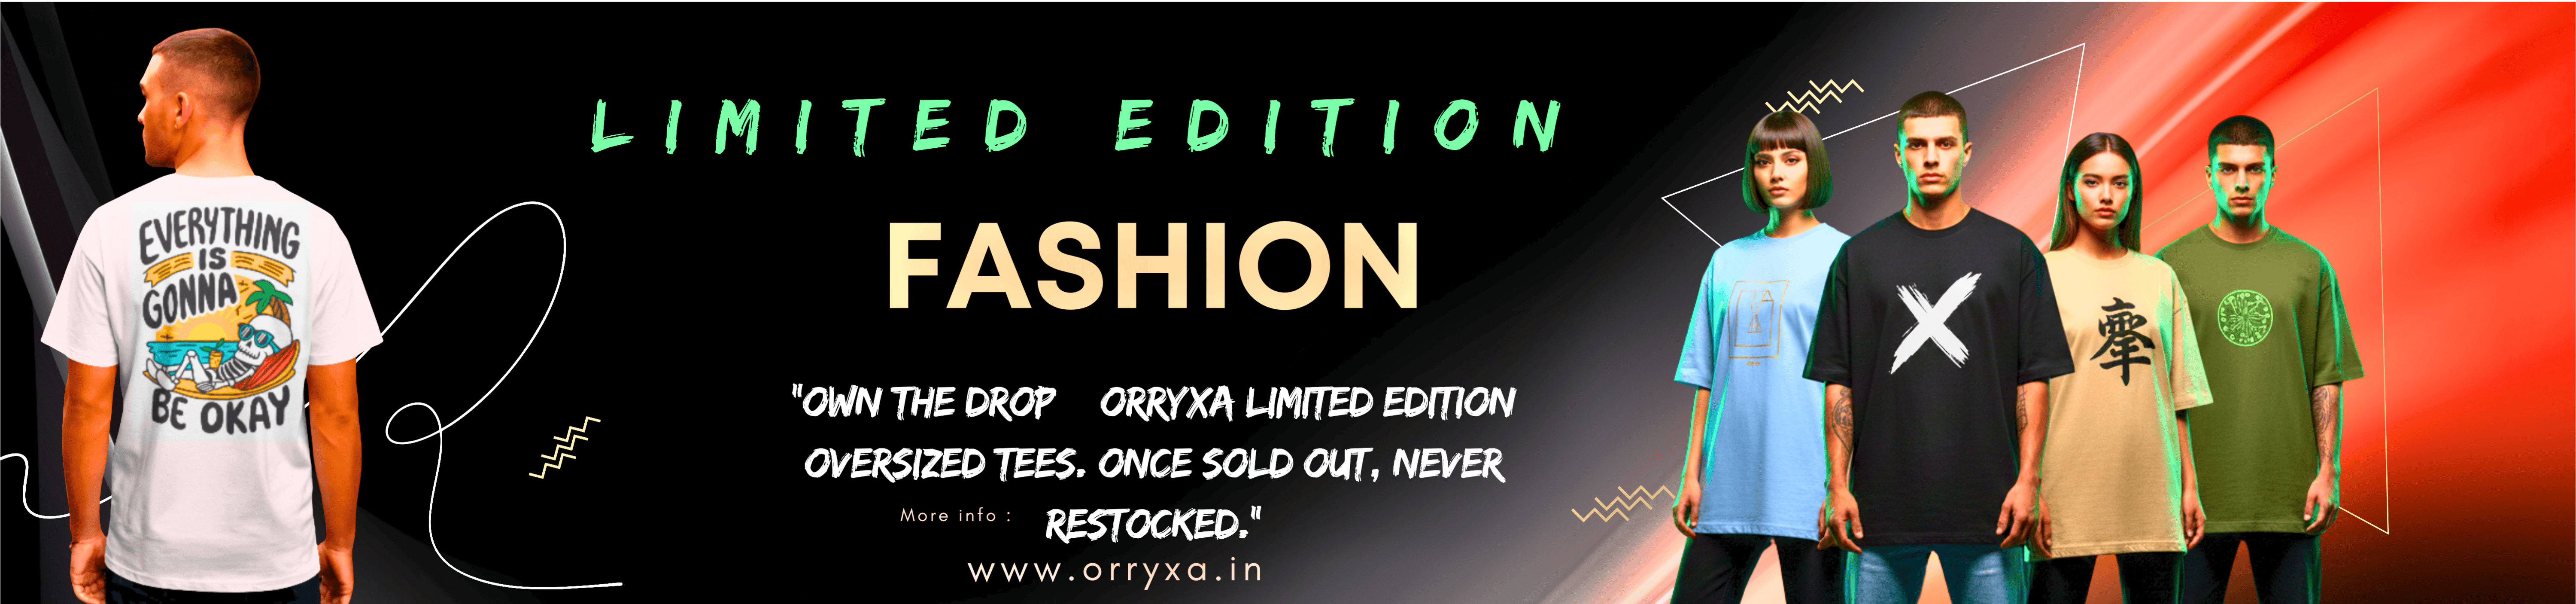 LIMITED EDITION
FASHION
"OWN THE DROP ORRYXA LIMITED EDITION
OVERSIZED TEES. ONCE SOLD OUT, NEVER
RESTOCKED."
More info :
www.orryxa.in
EVERYTHING
IS
GONNA
BE OKAY
X